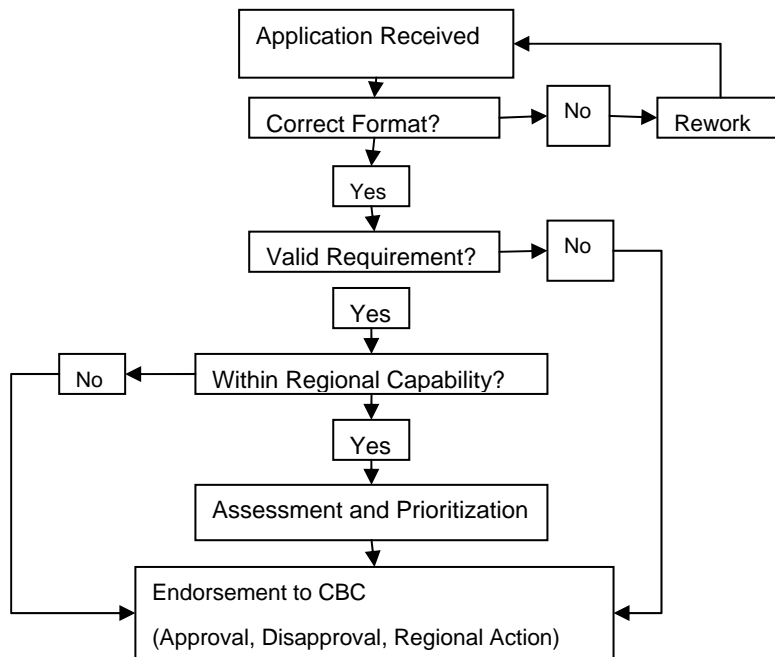 Application Received
Correct Format?
No
Rework
Yes
Valid Requirement?
No
Yes
No
Within Regional Capability?
Yes
Assessment and Prioritization
Endorsement to CBC
(Approval, Disapproval, Regional Action)